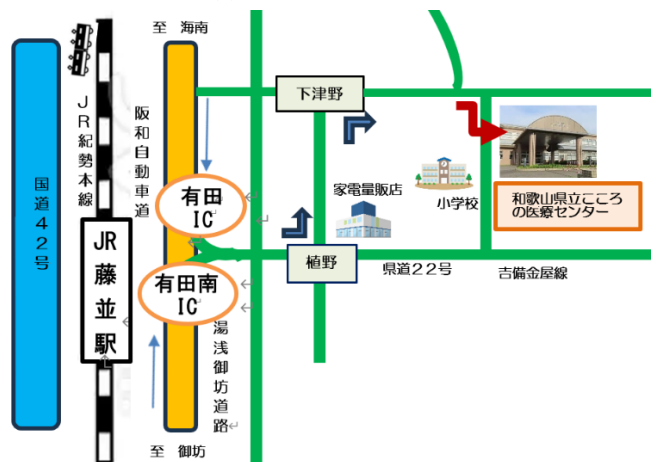 至 海南
下津野
JR紀勢本線
阪和自動車道
国道42号
有田
IC
家電量販店
小学校
和歌山県立こころ
の医療センター
JR藤並駅
植野
県道22号
吉備金屋線
有田南
IC
湯浅御坊道路
至 御坊